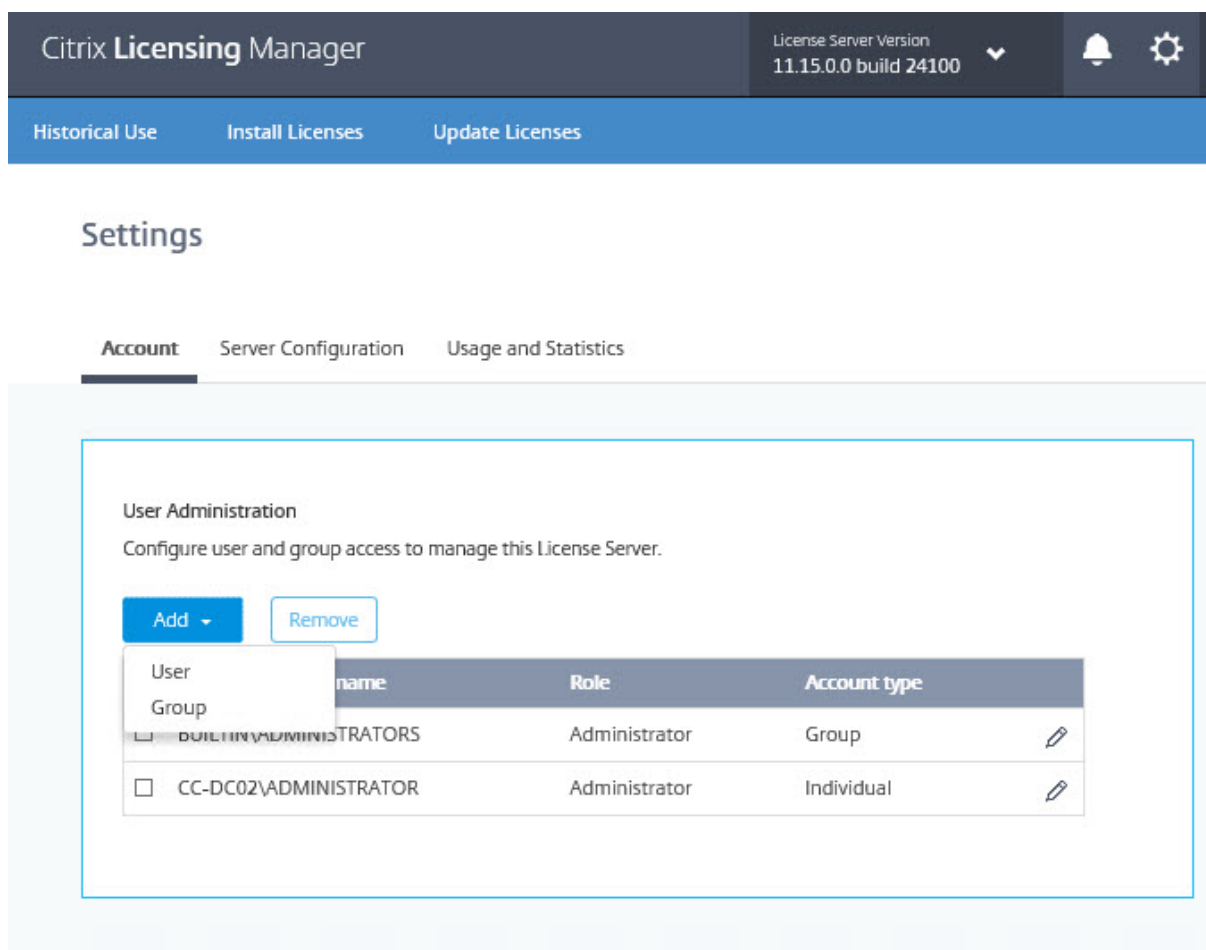 Citrix Licensing Manager
License Server Version
11.15.0.0 build 24100
Historical Use Install Licenses Update Licenses
Settings
Account Server Configuration Usage and Statistics
User Administration
Configure user and group access to manage this License Server.
Add Remove
User
Group
name Role Account type
BUILTIN\ADMINISTRATORS Administrator Group
CC-DC02\ADMINISTRATOR Administrator Individual